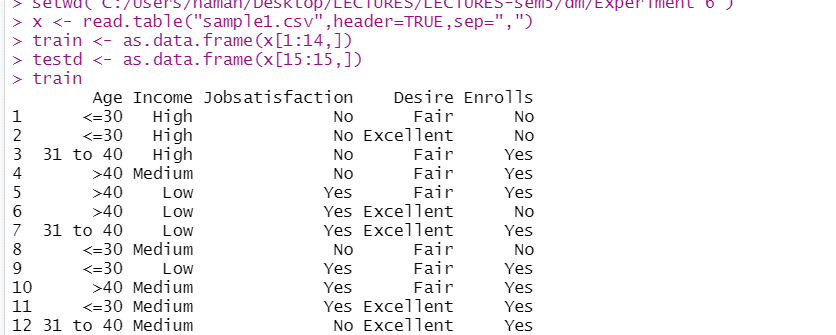 > setwd("C:/Users/naman/Desktop/LECTURES/LECTURES-sem5/dm/Experiment 6")
> x <- read.table("sample1.csv",header=TRUE,sep=",")
> train <- as.data.frame(x[1:14,])
> testd <- as.data.frame(x[15:15,])
> train
Age Income Jobsatisfaction Desire Enrolls
1 <=30 High No Fair No
2 <=30 High No Excellent No
3 31 to 40 High No Fair Yes
4 >40 Medium No Fair Yes
5 >40 Low Yes Fair Yes
6 >40 Low Yes Excellent No
7 31 to 40 Low Yes Excellent Yes
8 <=30 Medium No Fair No
9 <=30 Low Yes Fair Yes
10 >40 Medium Yes Fair Yes
11 <=30 Medium Yes Excellent Yes
12 31 to 40 Medium No Excellent Yes